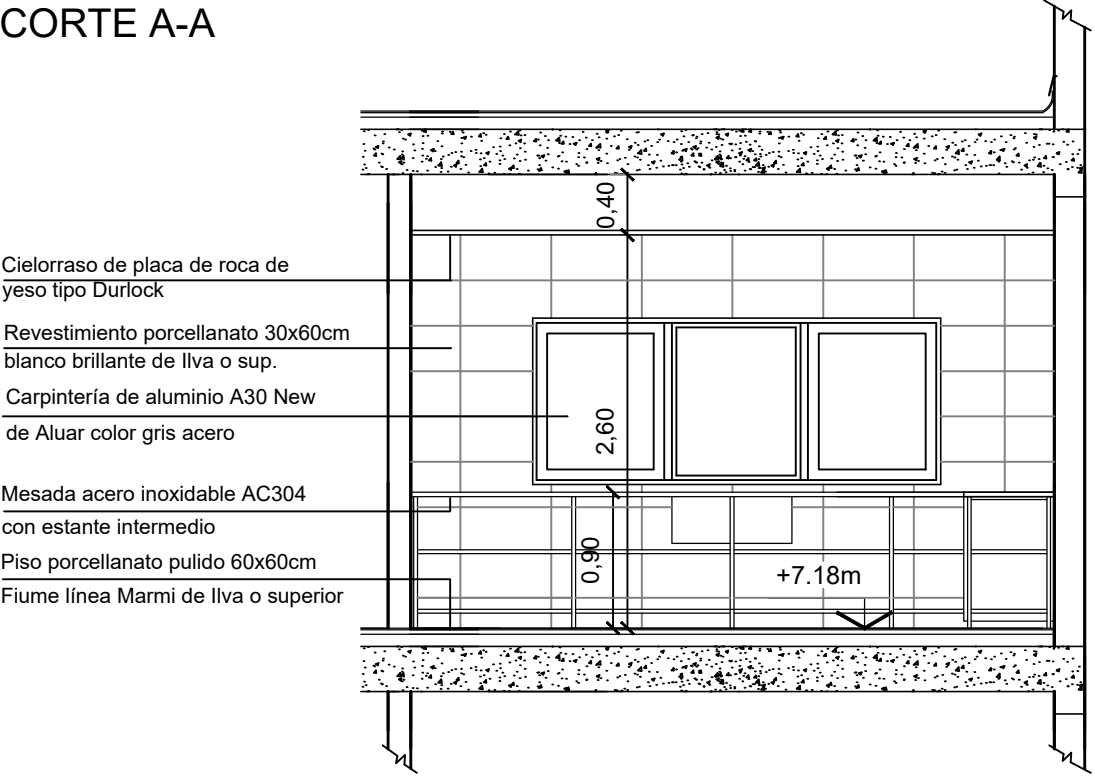 CORTE A-A
0,40
Cielorraso de placa de roca de
yeso tipo Durlock
Revestimiento porcellanato 30x60cm
blanco brillante de Ilva o sup.
Carpintería de aluminio A30 New
de Aluar color gris acero
2,60
Mesada acero inoxidable AC304
con estante intermedio
Piso porcellanato pulido 60x60cm
Fiume línea Marmi de Ilva o superior
0,90
+7.18m